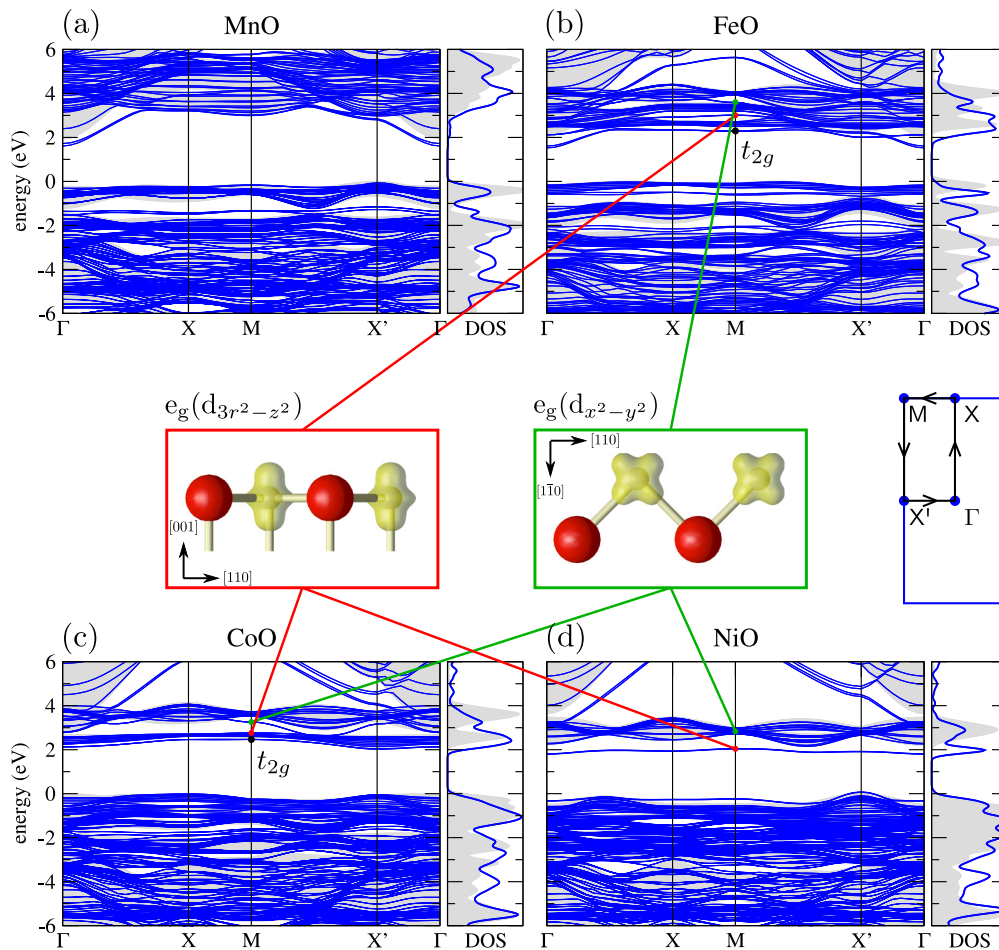 (a) MnO
(b) FeO
energy (eV)
6
4
2
0
-2
-4
-6
t2g
Γ X M X' Γ DOS
Γ X M X' Γ DOS
eg(d3r²−z²)
[001]
[110]
eg(dx²−y²)
[110]
[11̄0]
M X
X' Γ
(c) CoO
(d) NiO
energy (eV)
6
4
2
0
-2
-4
-6
t2g
Γ X M X' Γ DOS
Γ X M X' Γ DOS